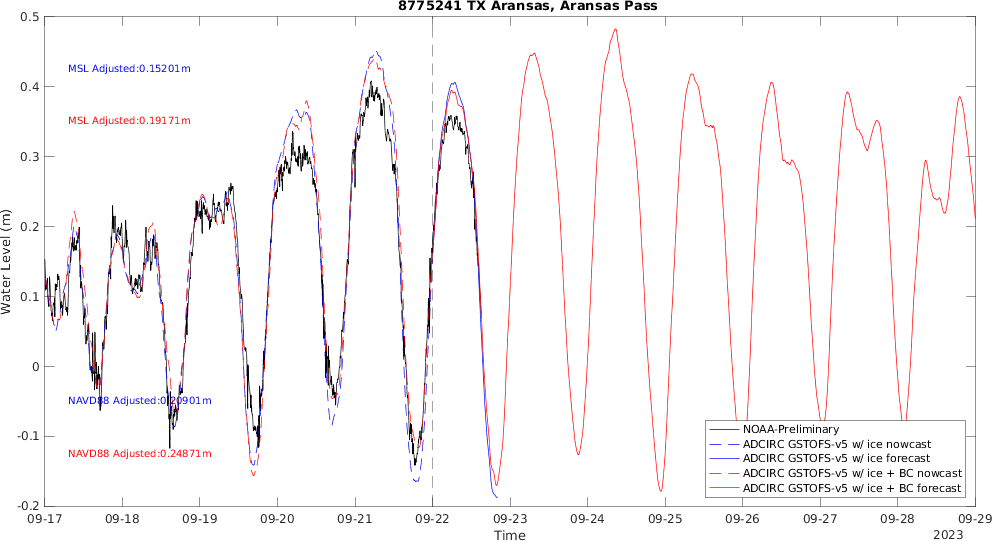 8775241 TX Aransas, Aransas Pass
0.5
0.4
0.3
0.2
0.1
0
-0.1
-0.2
Water Level (m)
MSL Adjusted:0.15201m
MSL Adjusted:0.19171m
NAVD88 Adjusted:0.20901m
NAVD88 Adjusted:0.24871m
NOAA-Preliminary
ADCIRC GSTOFS-v5 w/ ice nowcast
ADCIRC GSTOFS-v5 w/ ice forecast
ADCIRC GSTOFS-v5 w/ ice + BC nowcast
ADCIRC GSTOFS-v5 w/ ice + BC forecast
09-17 09-18 09-19 09-20 09-21 09-22 09-23 09-24 09-25 09-26 09-27 09-28 09-29
Time
2023